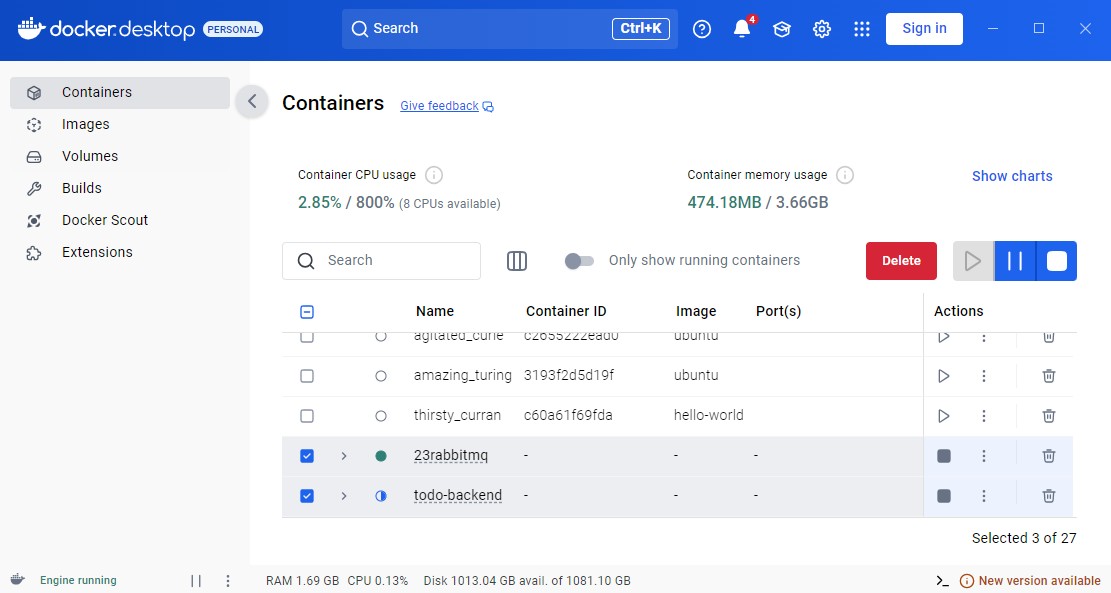 docker.desktop PERSONAL Search Ctrl+K 4 Sign in
Containers
Images
Volumes
Builds
Docker Scout
Extensions
Containers Give feedback
Container CPU usage
2.85% / 800% (8 CPUs available)
Container memory usage
474.18MB / 3.66GB
Show charts
Search Only show running containers Delete
Name Container ID Image Port(s) Actions
agitated_curie c2655222ead0 ubuntu
amazing_turing 3193f2d5d19f ubuntu
thirsty_curran c60a61f69fda hello-world
23rabbitmq - - -
todo-backend - - -
Selected 3 of 27
Engine running RAM 1.69 GB CPU 0.13% Disk 1013.04 GB avail. of 1081.10 GB New version available